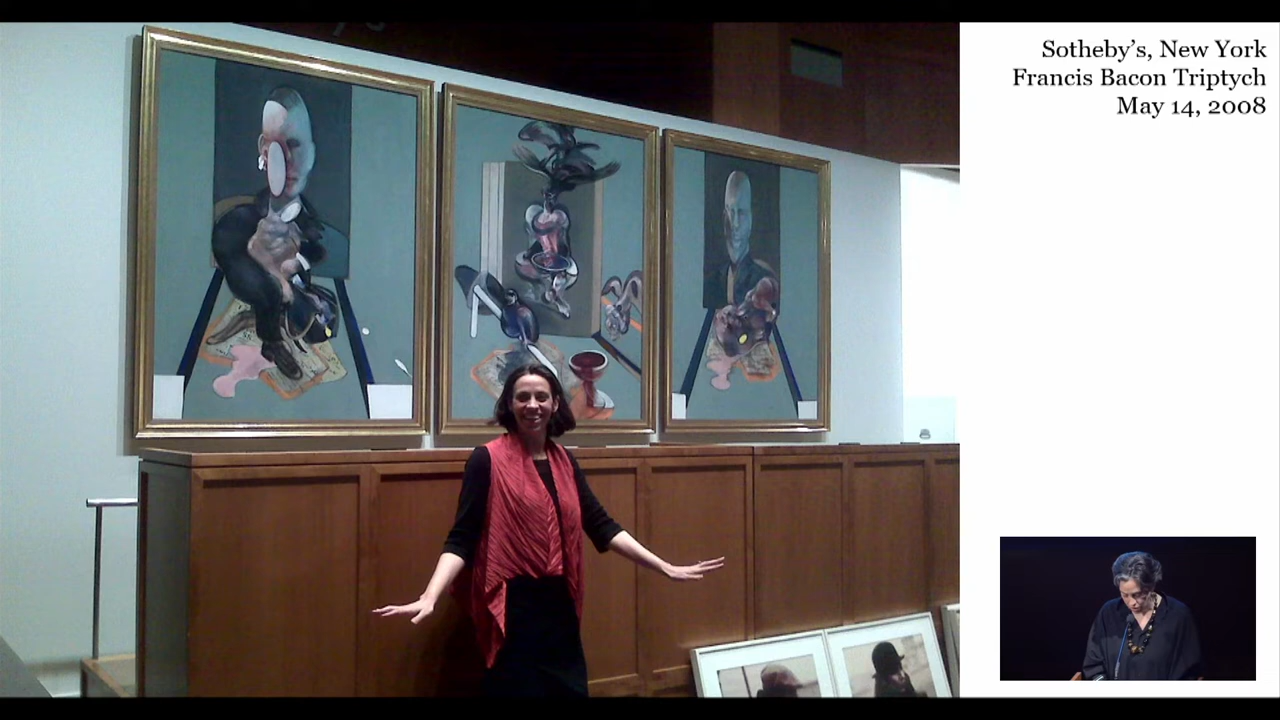 Sotheby’s, New York
Francis Bacon Triptych
May 14, 2008